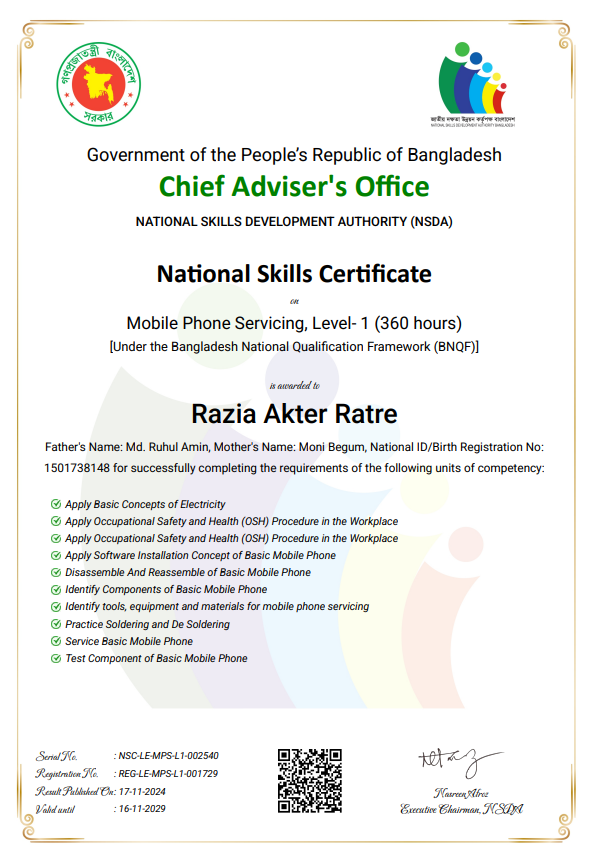 গণপ্রজাতন্ত্রী বাংলাদেশ
সরকার
জাতীয় দক্ষতা উন্নয়ন কর্তৃপক্ষ বাংলাদেশ
NATIONAL SKILLS DEVELOPMENT AUTHORITY BANGLADESH
Government of the People's Republic of Bangladesh
Chief Adviser's Office
NATIONAL SKILLS DEVELOPMENT AUTHORITY (NSDA)
National Skills Certificate
on
Mobile Phone Servicing, Level- 1 (360 hours)
[Under the Bangladesh National Qualification Framework (BNQF)]
is awarded to
Razia Akter Ratre
Father's Name: Md. Ruhul Amin, Mother's Name: Moni Begum, National ID/Birth Registration No:
1501738148 for successfully completing the requirements of the following units of competency:
Apply Basic Concepts of Electricity
Apply Occupational Safety and Health (OSH) Procedure in the Workplace
Apply Occupational Safety and Health (OSH) Procedure in the Workplace
Apply Software Installation Concept of Basic Mobile Phone
Disassemble And Reassemble of Basic Mobile Phone
Identify Components of Basic Mobile Phone
Identify tools, equipment and materials for mobile phone servicing
Practice Soldering and De Soldering
Service Basic Mobile Phone
Test Component of Basic Mobile Phone
Serial No. : NSC-LE-MPS-L1-002540
Registration No. : REG-LE-MPS-L1-001729
Result Published On : 17-11-2024
Valid until : 16-11-2029
Nasreen Afroz
Executive Chairman, NSDA